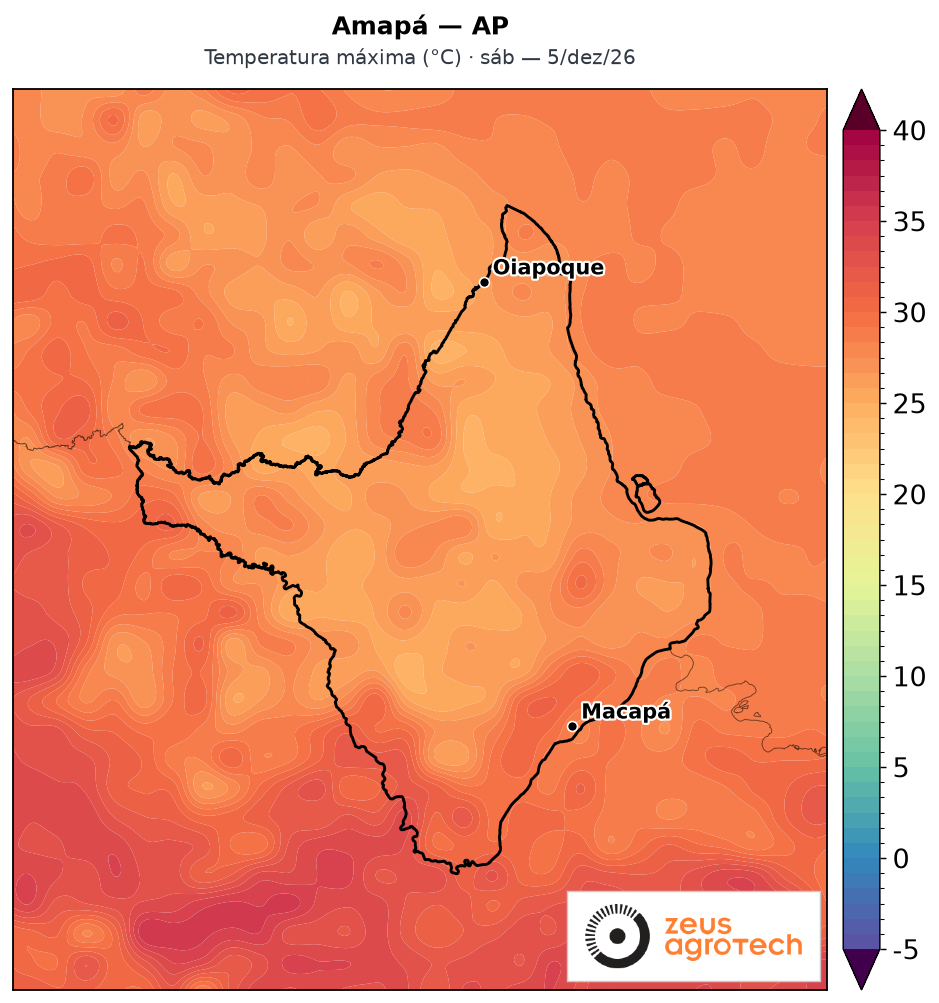 Amapá — AP
Temperatura máxima (°C) · sáb — 5/dez/26
Oiapoque
Macapá
40
35
30
25
20
15
10
5
0
-5
zeus
agrotech